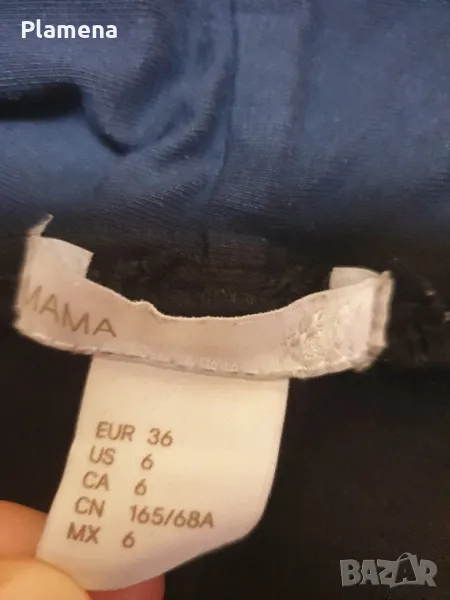 Plamena
MAMA
EUR 36
US 6
CA 6
CN 165/68A
MX 6
BAZAR